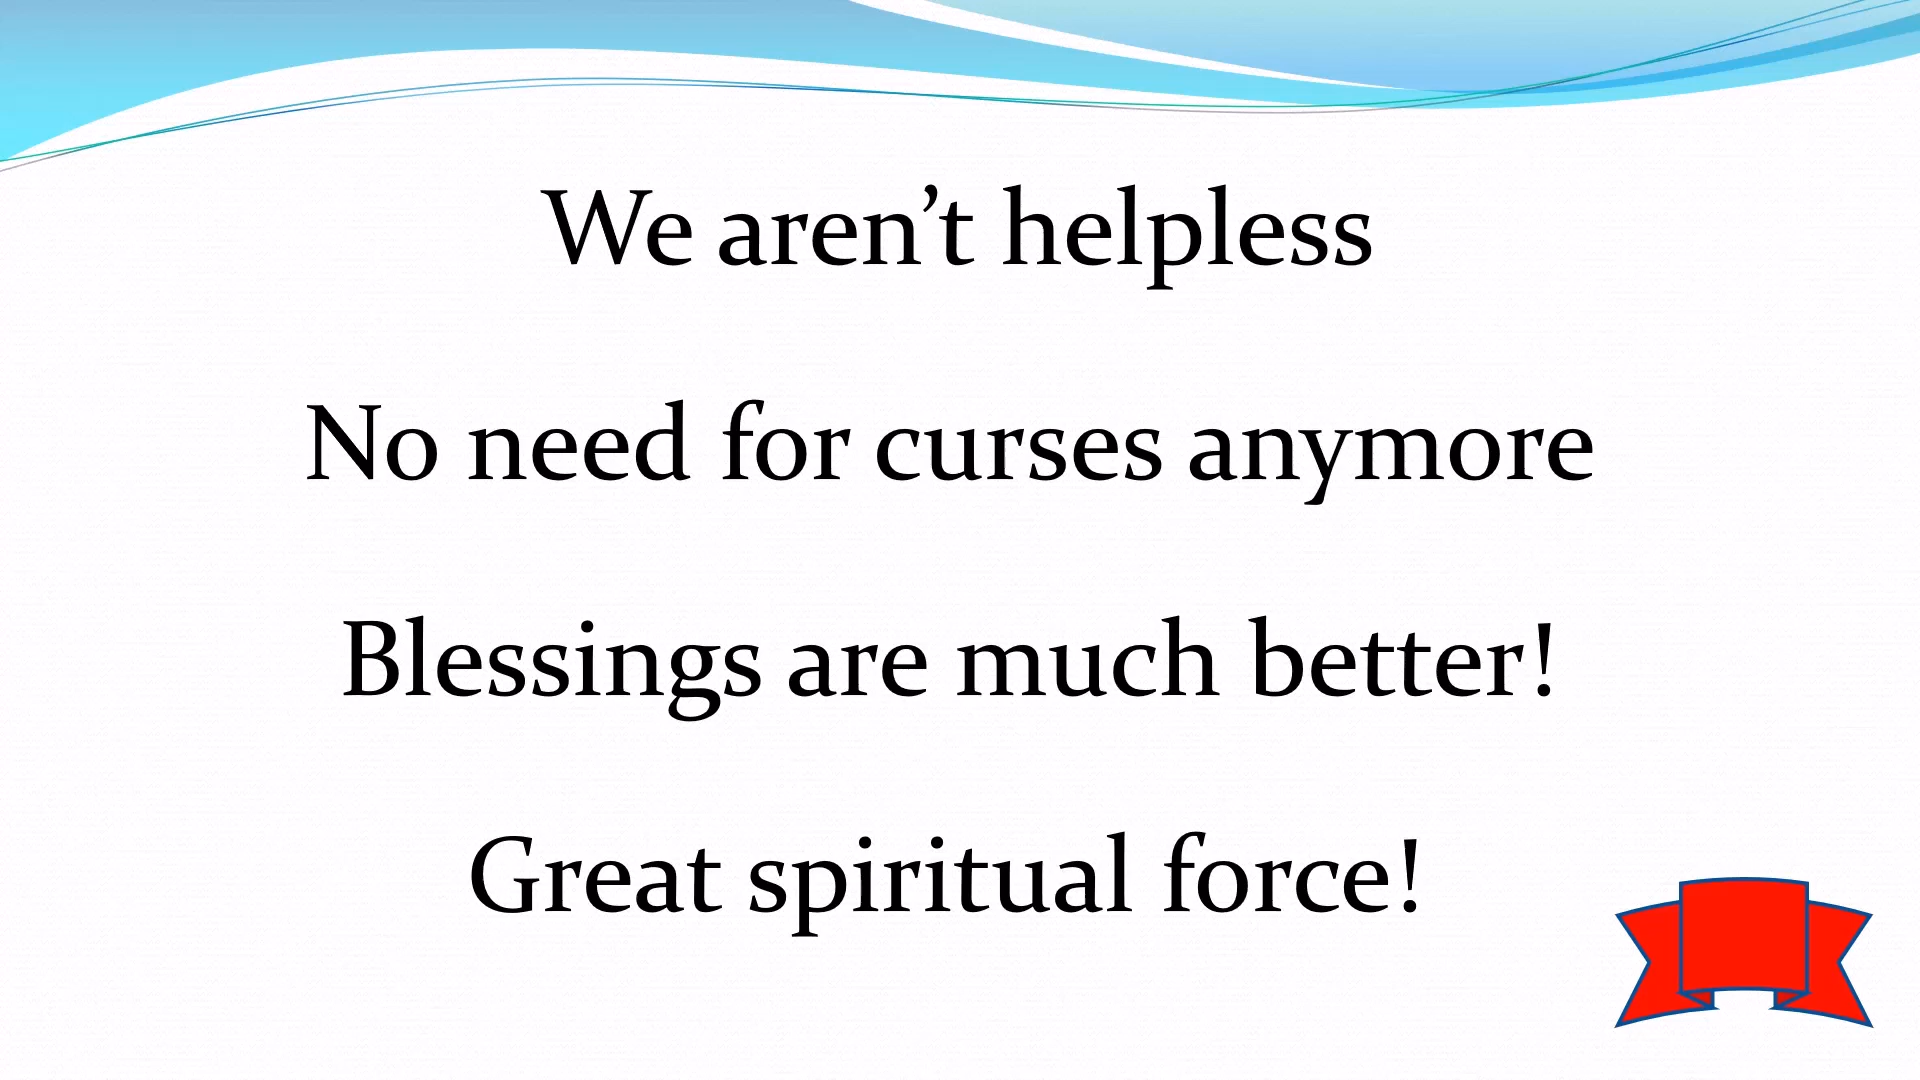 We aren’t helpless
No need for curses anymore
Blessings are much better!
Great spiritual force!